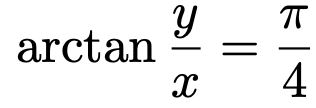 arctan y/x = π/4